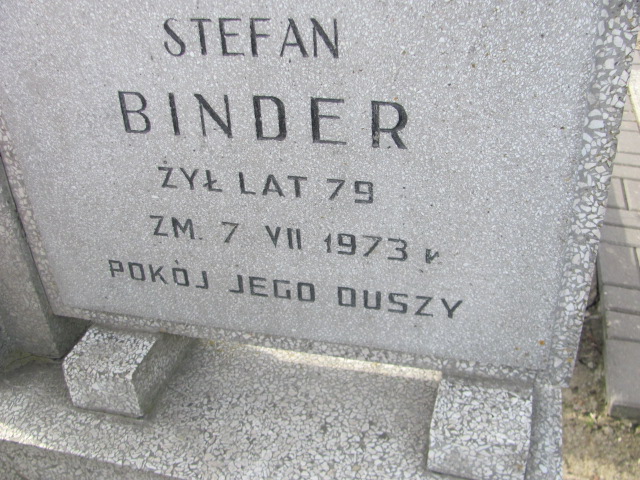 STEFAN
BINDER
ŻYŁ LAT 79
ZM. 7 VII 1973 r
POKÓJ JEGO DUSZY